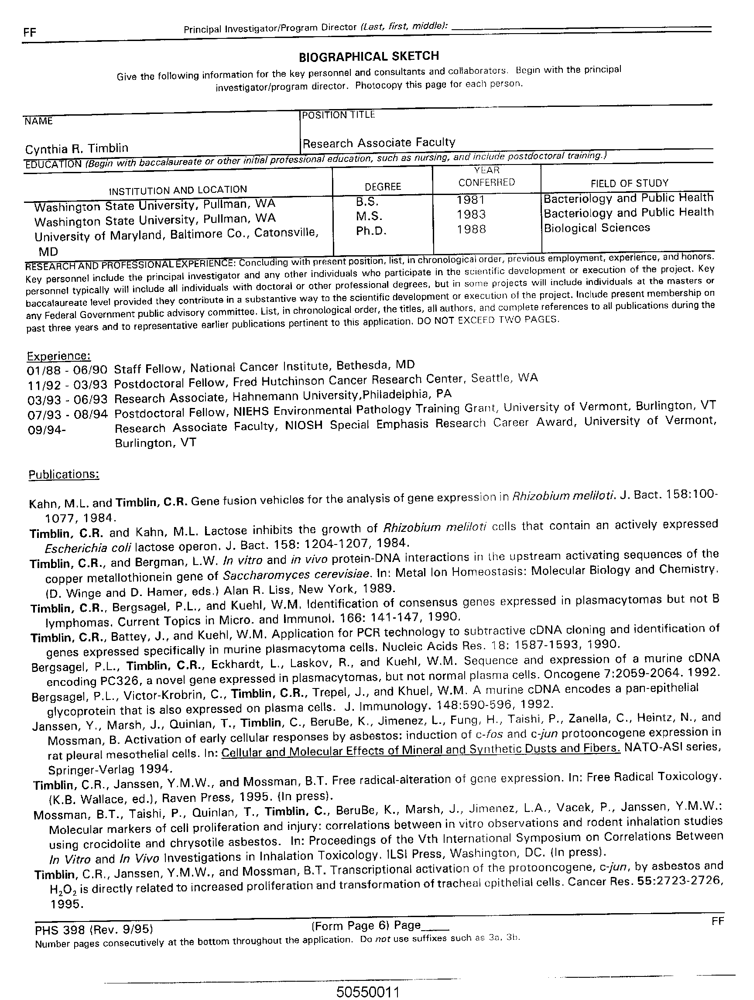 FF
Principal Investigator/Program Director (Last, first, middle):
BIOGRAPHICAL SKETCH
Give the following information for the key personnel and consultants and collaborators. Begin with the principal
investigator/program director. Photocopy this page for each person.
NAME
POSITION TITLE
Cynthia R. Timblin
Research Associate Faculty
EDUCATION (Begin with baccalaureate or other initial professional education, such as nursing, and include postdoctoral training.)
INSTITUTION AND LOCATION
DEGREE
YEAR
CONFERRED
FIELD OF STUDY
Washington State University, Pullman, WA B.S. 1981 Bacteriology and Public Health
Washington State University, Pullman, WA M.S. 1983 Bacteriology and Public Health
University of Maryland, Baltimore Co., Catonsville, Ph.D. 1988 Biological Sciences
MD
RESEARCH AND PROFESSIONAL EXPERIENCE: Concluding with present position, list, in chronological order, previous employment, experience, and honors.
Key personnel include the principal investigator and any other individuals who participate in the scientific development or execution of the project. Key
personnel typically will include all individuals with doctoral or other professional degrees, but in some projects will include individuals at the masters or
baccalaureate level provided they contribute in a substantive way to the scientific development or execution of the project. Include present membership on
any Federal Government public advisory committee. List, in chronological order, the titles, all authors, and complete references to all publications during the
past three years and to representative earlier publications pertinent to this application. DO NOT EXCEED TWO PAGES.
Experience:
01/88 - 06/90 Staff Fellow, National Cancer Institute, Bethesda, MD
11/92 - 03/93 Postdoctoral Fellow, Fred Hutchinson Cancer Research Center, Seattle, WA
03/93 - 06/93 Research Associate, Hahnemann University,Philadelphia, PA
07/93 - 08/94 Postdoctoral Fellow, NIEHS Environmental Pathology Training Grant, University of Vermont, Burlington, VT
09/94- Research Associate Faculty, NIOSH Special Emphasis Research Career Award, University of Vermont,
Burlington, VT
Publications:
Kahn, M.L. and Timblin, C.R. Gene fusion vehicles for the analysis of gene expression in Rhizobium meliloti. J. Bact. 158:100-
1077, 1984.
Timblin, C.R. and Kahn, M.L. Lactose inhibits the growth of Rhizobium meliloti cells that contain an actively expressed
Escherichia coli lactose operon. J. Bact. 158: 1204-1207, 1984.
Timblin, C.R., and Bergman, L.W. In vitro and in vivo protein-DNA interactions in the upstream activating sequences of the
copper metallothionein gene of Saccharomyces cerevisiae. In: Metal Ion Homeostasis: Molecular Biology and Chemistry.
(D. Winge and D. Hamer, eds.) Alan R. Liss, New York, 1989.
Timblin, C.R., Bergsagel, P.L., and Kuehl, W.M. Identification of consensus genes expressed in plasmacytomas but not B
lymphomas. Current Topics in Micro. and Immunol. 166: 141-147, 1990.
Timblin, C.R., Battey, J., and Kuehl, W.M. Application for PCR technology to subtractive cDNA cloning and identification of
genes expressed specifically in murine plasmacytoma cells. Nucleic Acids Res. 18: 1587-1593, 1990.
Bergsagel, P.L., Timblin, C.R., Eckhardt, L., Laskov, R., and Kuehl, W.M. Sequence and expression of a murine cDNA
encoding PC326, a novel gene expressed in plasmacytomas, but not normal plasma cells. Oncogene 7:2059-2064. 1992.
Bergsagel, P.L., Victor-Krobrin, C., Timblin, C.R., Trepel, J., and Khuel, W.M. A murine cDNA encodes a pan-epithelial
glycoprotein that is also expressed on plasma cells. J. Immunology. 148:590-596, 1992.
Janssen, Y., Marsh, J., Quinlan, T., Timblin, C., BeruBe, K., Jimenez, L., Fung, H., Taishi, P., Zanella, C., Heintz, N., and
Mossman, B. Activation of early cellular responses by asbestos: induction of c-fos and c-jun protooncogene expression in
rat pleural mesothelial cells. In: Cellular and Molecular Effects of Mineral and Synthetic Dusts and Fibers. NATO-ASI series,
Springer-Verlag 1994.
Timblin, C.R., Janssen, Y.M.W., and Mossman, B.T. Free radical-alteration of gene expression. In: Free Radical Toxicology.
(K.B. Wallace, ed.), Raven Press, 1995. (In press).
Mossman, B.T., Taishi, P., Quinlan, T., Timblin, C., BeruBe, K., Marsh, J., Jimenez, L.A., Vacek, P., Janssen, Y.M.W.:
Molecular markers of cell proliferation and injury: correlations between in vitro observations and rodent inhalation studies
using crocidolite and chrysotile asbestos. In: Proceedings of the Vth International Symposium on Correlations Between
In Vitro and In Vivo Investigations in Inhalation Toxicology. ILSI Press, Washington, DC. (In press).
Timblin, C.R., Janssen, Y.M.W., and Mossman, B.T. Transcriptional activation of the protooncogene, c-jun, by asbestos and
H2O2 is directly related to increased proliferation and transformation of tracheal epithelial cells. Cancer Res. 55:2723-2726,
1995.
PHS 398 (Rev. 9/95) (Form Page 6) Page FF
Number pages consecutively at the bottom throughout the application. Do not use suffixes such as 3a, 3b.
50550011